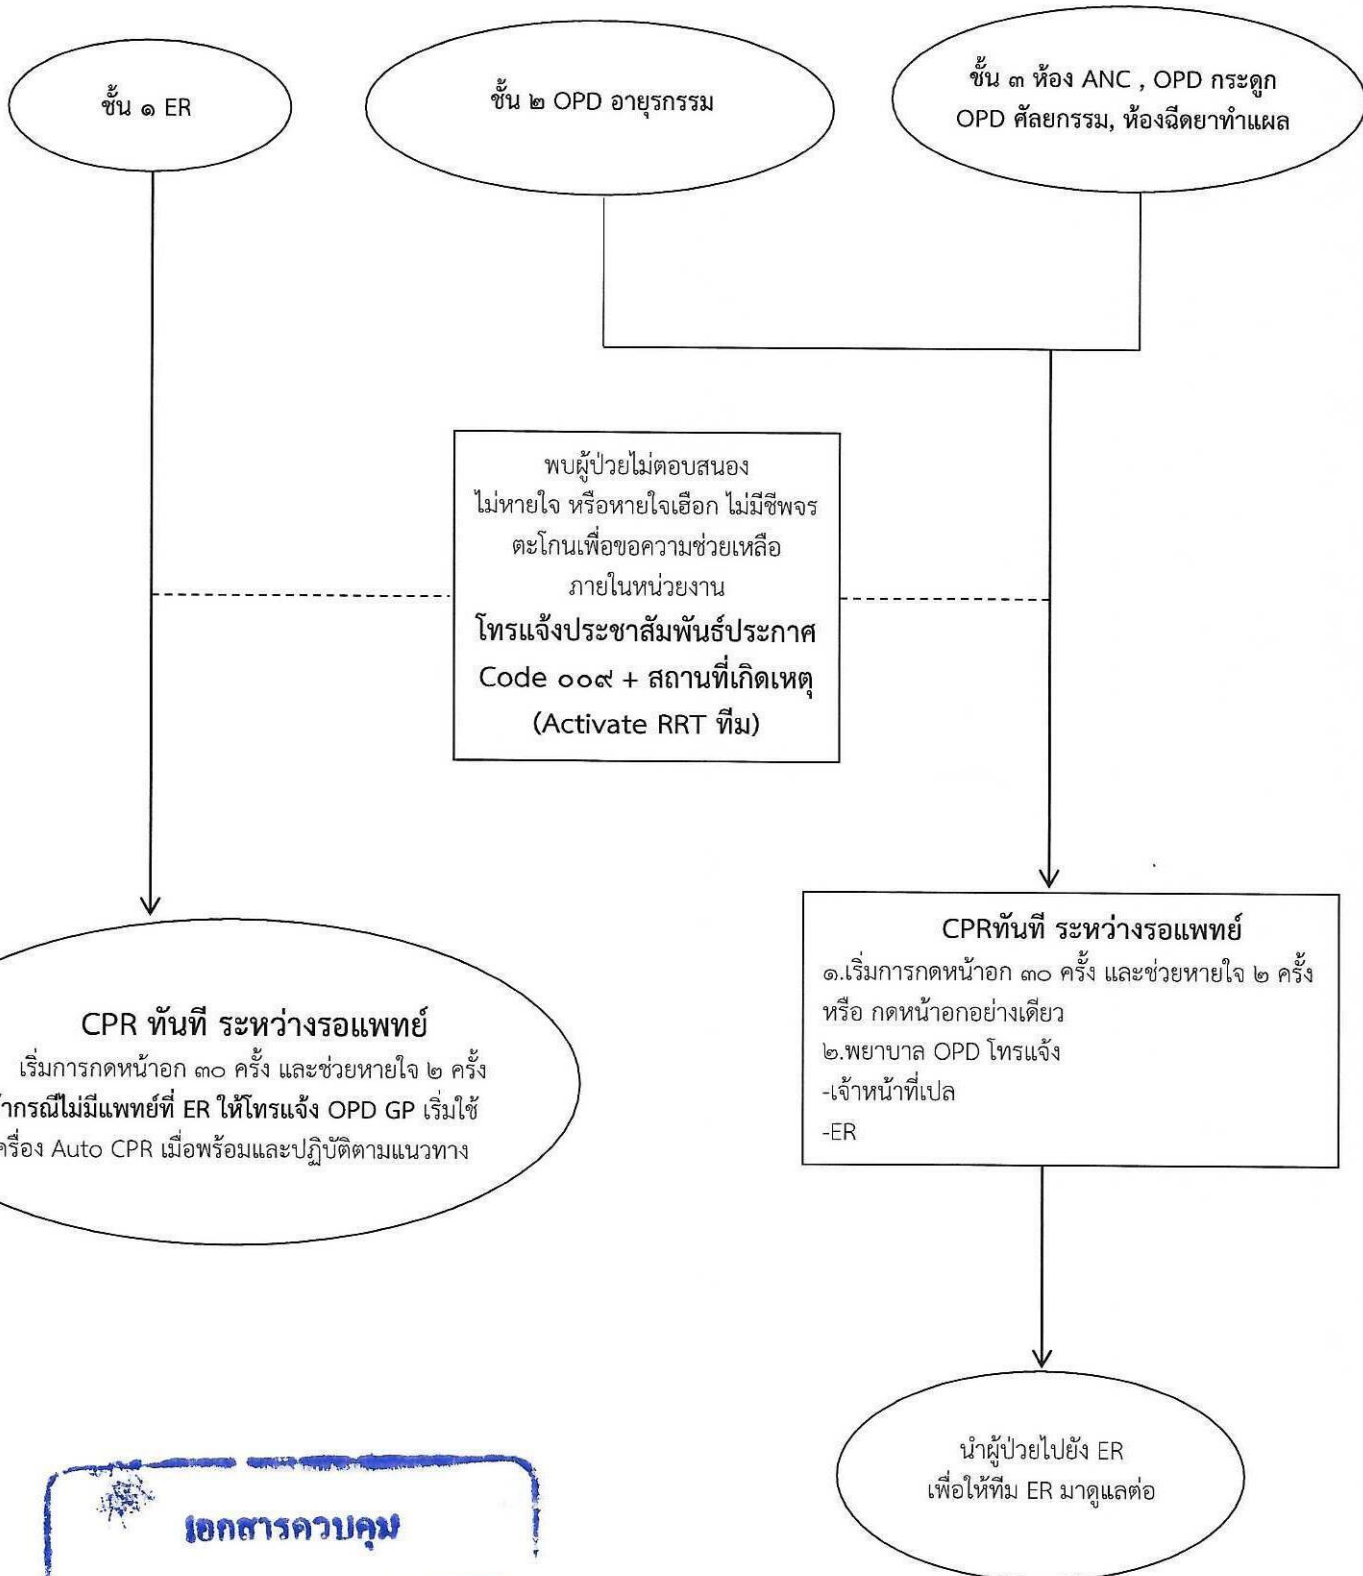 ชั้น ๑ ER
ชั้น ๒ OPD อายุรกรรม
ชั้น ๓ ห้อง ANC , OPD กระดูก
OPD ศัลยกรรม, ห้องฉีดยาทำแผล
พบผู้ป่วยไม่ตอบสนอง
ไม่หายใจ หรือหายใจเฮือก ไม่มีชีพจร
ตะโกนเพื่อขอความช่วยเหลือ
ภายในหน่วยงาน
โทรแจ้งประชาสัมพันธ์ประกาศ
Code ๐๐๙ + สถานที่เกิดเหตุ
(Activate RRT ทีม)
CPR ทันที ระหว่างรอแพทย์
เริ่มการกดหน้าอก ๓๐ ครั้ง และช่วยหายใจ ๒ ครั้ง
กรณีไม่มีแพทย์ที่ ER ให้โทรแจ้ง OPD GP เริ่มใช้
Auto CPR เมื่อพร้อมและปฏิบัติตามแนวทาง
CPRทันที ระหว่างรอแพทย์
๑.เริ่มการกดหน้าอก ๓๐ ครั้ง และช่วยหายใจ ๒ ครั้ง
หรือ กดหน้าอกอย่างเดียว
๒.พยาบาล OPD โทรแจ้ง
-เจ้าหน้าที่เปล
-ER
นำผู้ป่วยไปยัง ER
เพื่อให้ทีม ER มาดูแลต่อ
เอกสารควบคุม